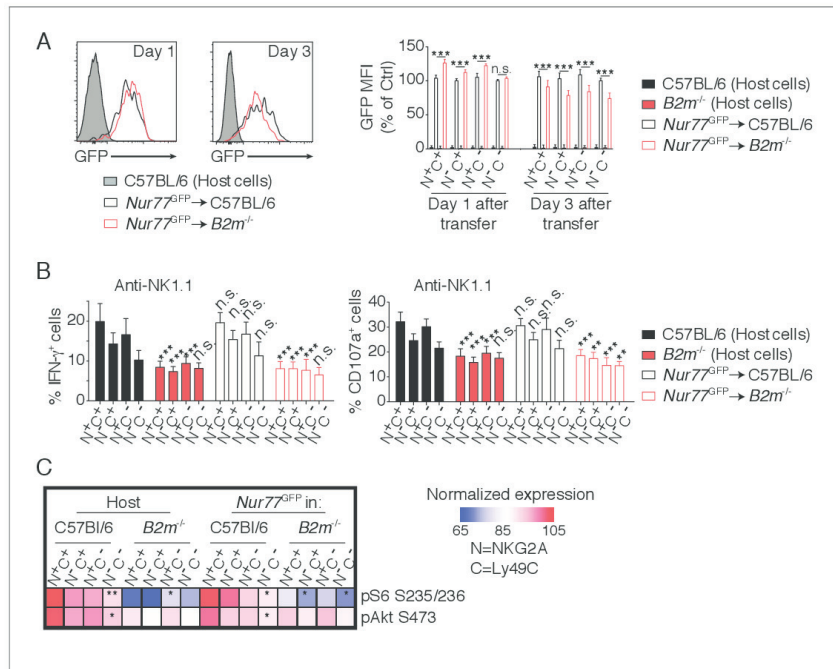 A
Day 1
Day 3
GFP
GFP
C57BL/6 (Host cells)
Nur77GFP→ C57BL/6
Nur77GFP→ B2m-/-
GFP MFI
(% of Ctrl)
150
100
50
0
*** *** *** n.s. *** *** *** ***
N+C+ N-C+ N+C- N-C-
N+C+ N-C+ N+C- N-C-
Day 1 after transfer
Day 3 after transfer
C57BL/6 (Host cells)
B2m-/- (Host cells)
Nur77GFP→ C57BL/6
Nur77GFP→ B2m-/-
B
Anti-NK1.1
% IFN-γ+ cells
20
10
0
*** *** *** n.s. n.s. n.s. n.s. n.s. *** *** *** n.s.
N+C+ N-C+ N+C- N-C-
N+C+ N-C+ N+C- N-C-
N+C+ N-C+ N+C- N-C-
N+C+ N-C+ N+C- N-C-
Anti-NK1.1
% CD107a+ cells
40
30
20
10
0
*** *** *** n.s. n.s. n.s. n.s. n.s. *** ** *** **
N+C+ N-C+ N+C- N-C-
N+C+ N-C+ N+C- N-C-
N+C+ N-C+ N+C- N-C-
N+C+ N-C+ N+C- N-C-
C57BL/6 (Host cells)
B2m-/- (Host cells)
Nur77GFP→ C57BL/6
Nur77GFP→ B2m-/-
C
Host
Nur77GFP in:
C57Bl/6 B2m-/- C57Bl/6 B2m-/-
N+C+ N-C+ N+C- N-C- N+C+ N-C+ N+C- N-C- N+C+ N-C+ N+C- N-C- N+C+ N-C+ N+C- N-C-
** * * * * pS6 S235/236
* * pAkt S473
Normalized expression
65 85 105
N=NKG2A
C=Ly49C